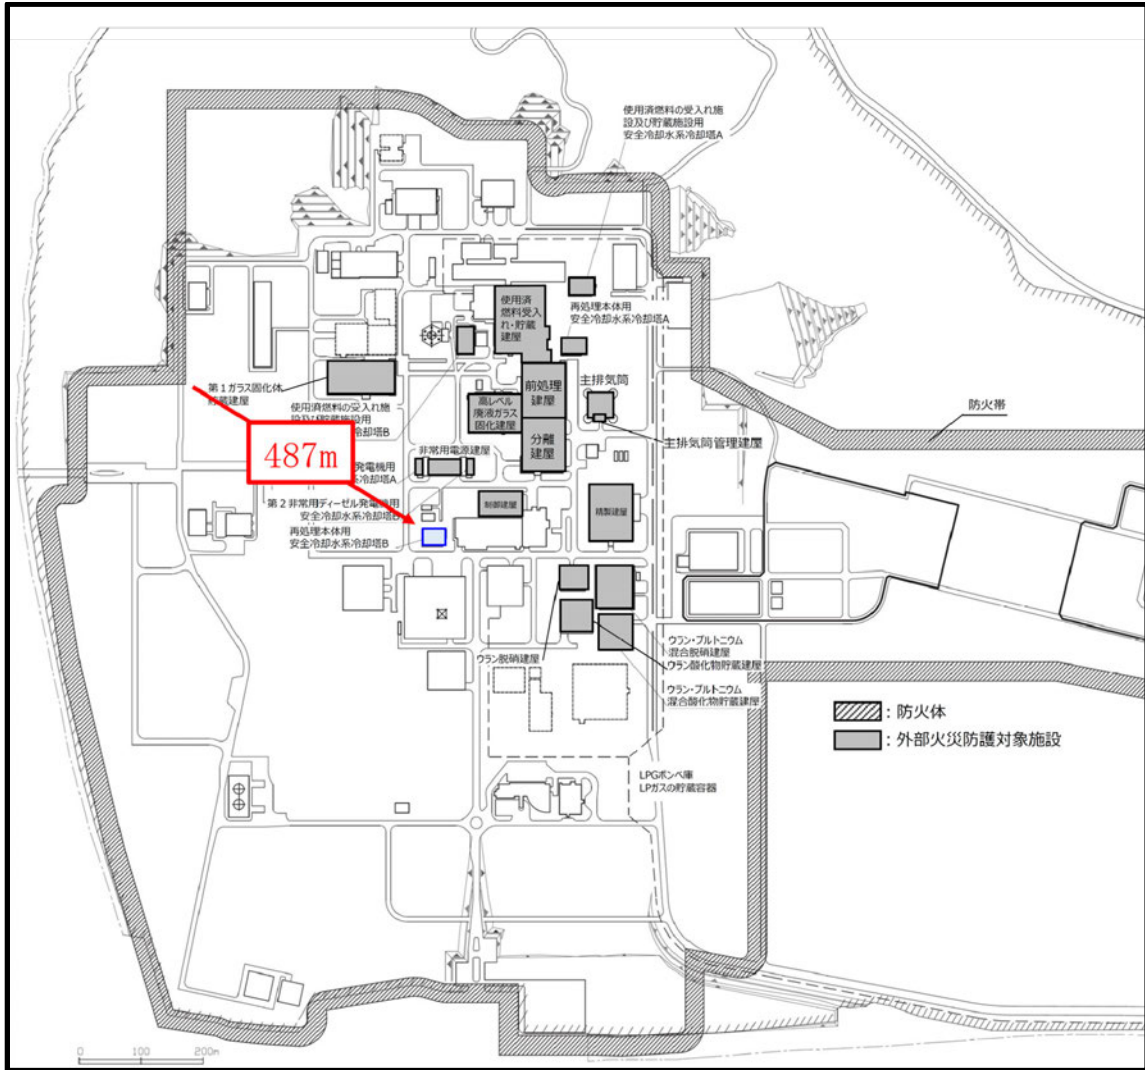 使用済燃料の受入れ施
設及び貯蔵施設用
安全冷却水系冷却塔A
使用済
燃料受入
れ・貯蔵
建屋
再処理本体用
安全冷却水系冷却塔A
第1ガラス固化体
貯蔵建屋
前処理
建屋
主排気筒
使用済燃料の受入れ施
設及び貯蔵施設用
冷却塔B
高レベル
廃液ガラス
固化建屋
防火帯
487m
分離
建屋
主排気筒管理建屋
非常用電源建屋
発電機用
冷却塔A
第2非常用ディーゼル発電機用
安全冷却水系冷却塔B
制御建屋
精製建屋
再処理本体用
安全冷却水系冷却塔B
ウラン脱硝建屋
ウラン・プルトニウム
混合脱硝建屋
ウラン酸化物貯蔵建屋
ウラン・プルトニウム
混合酸化物貯蔵建屋
:防火体
:外部火災防護対象施設
LPGボンベ庫
LPガスの貯蔵容器
0 100 200m